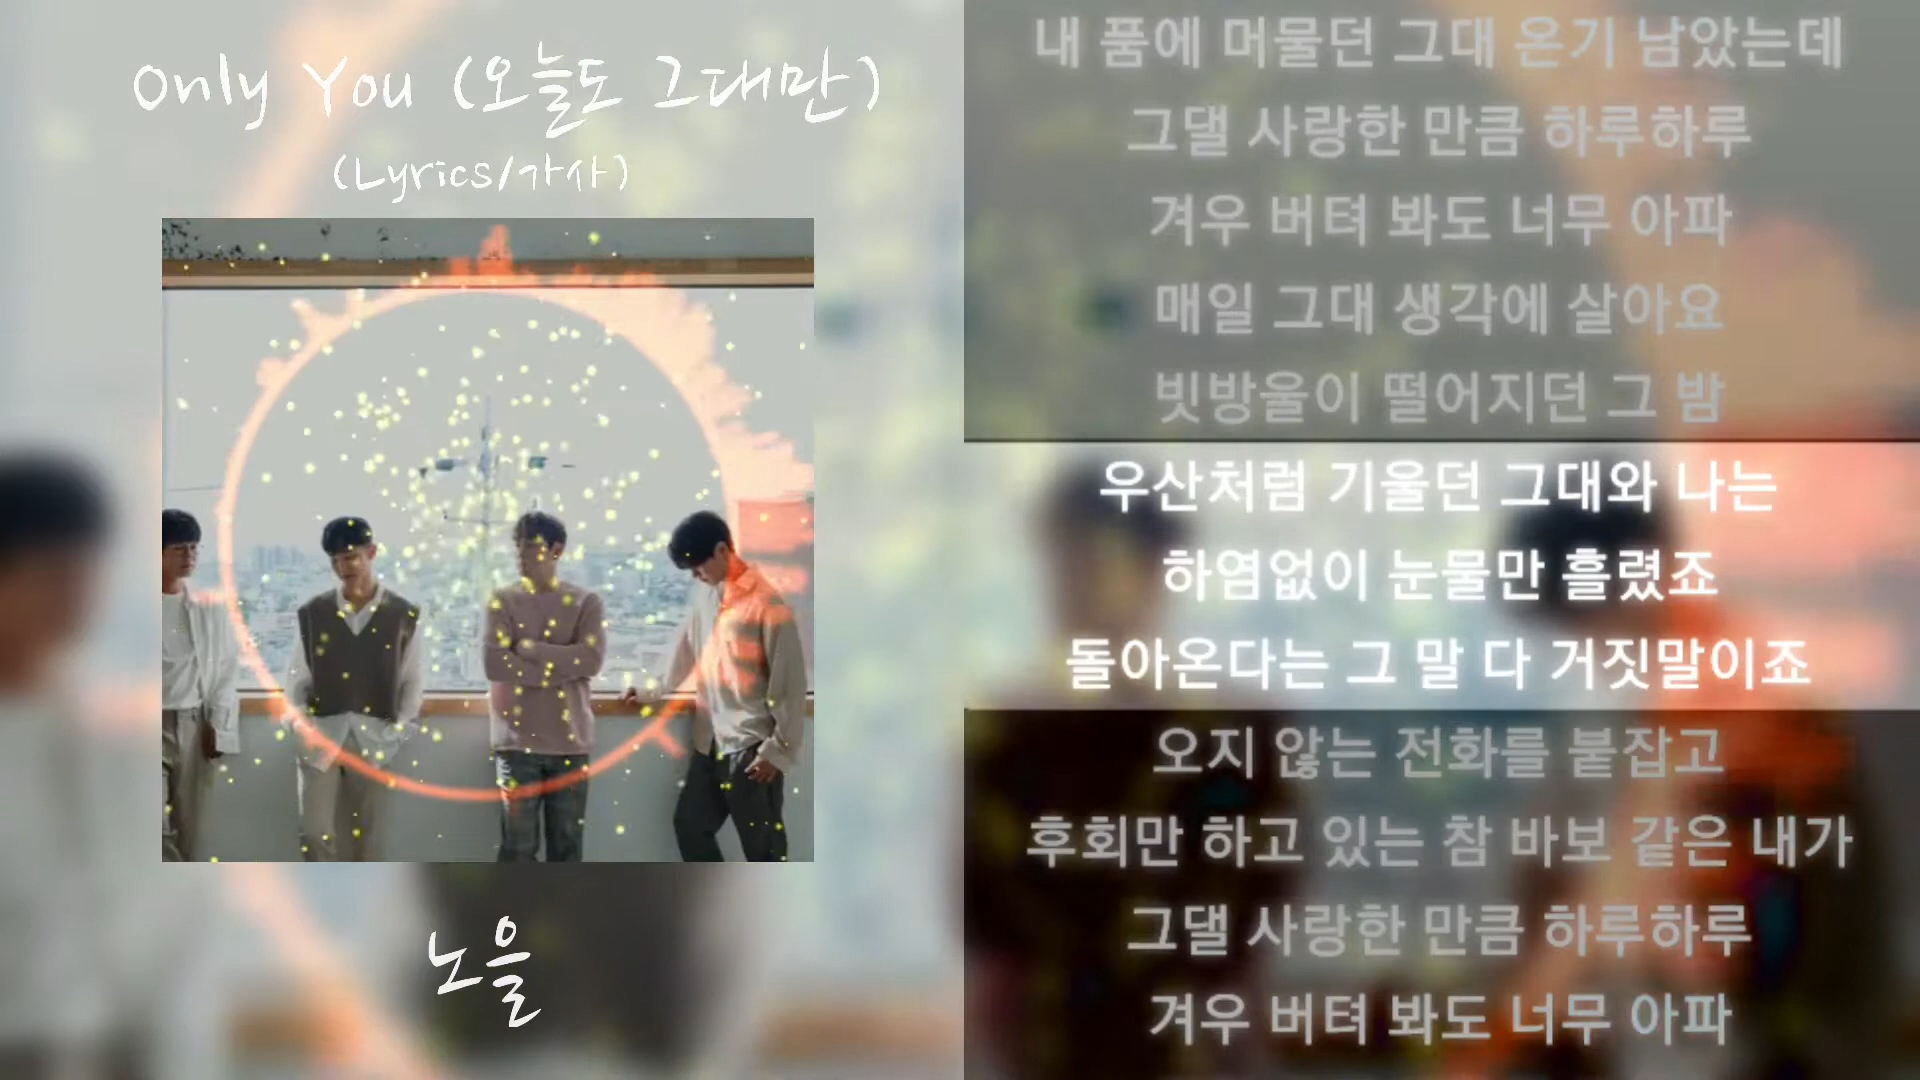 Only You (오늘도 그대만)
(Lyrics/가사)
노을
내 품에 머물던 그대 온기 남았는데
그댈 사랑한 만큼 하루하루
겨우 버텨 봐도 너무 아파
매일 그대 생각에 살아요
빗방울이 떨어지던 그 밤
우산처럼 기울던 그대와 나는
하염없이 눈물만 흘렸죠
돌아온다는 그 말 다 거짓말이죠
오지 않는 전화를 붙잡고
후회만 하고 있는 참 바보 같은 내가
그댈 사랑한 만큼 하루하루
겨우 버텨 봐도 너무 아파